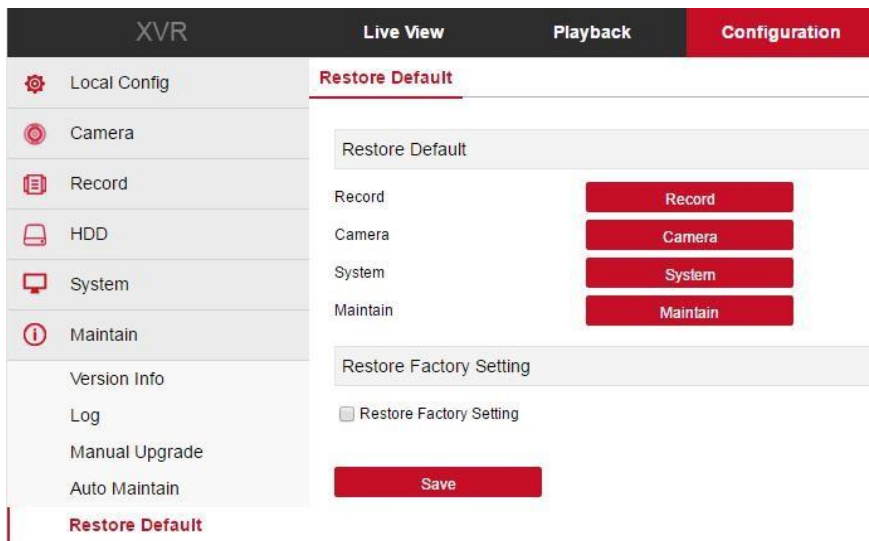 XVR
Live View
Playback
Configuration
Local Config
Camera
Record
HDD
System
Maintain
Version Info
Log
Manual Upgrade
Auto Maintain
Restore Default
Restore Default
Restore Default
Record Record
Camera Camera
System System
Maintain Maintain
Restore Factory Setting
Restore Factory Setting
Save